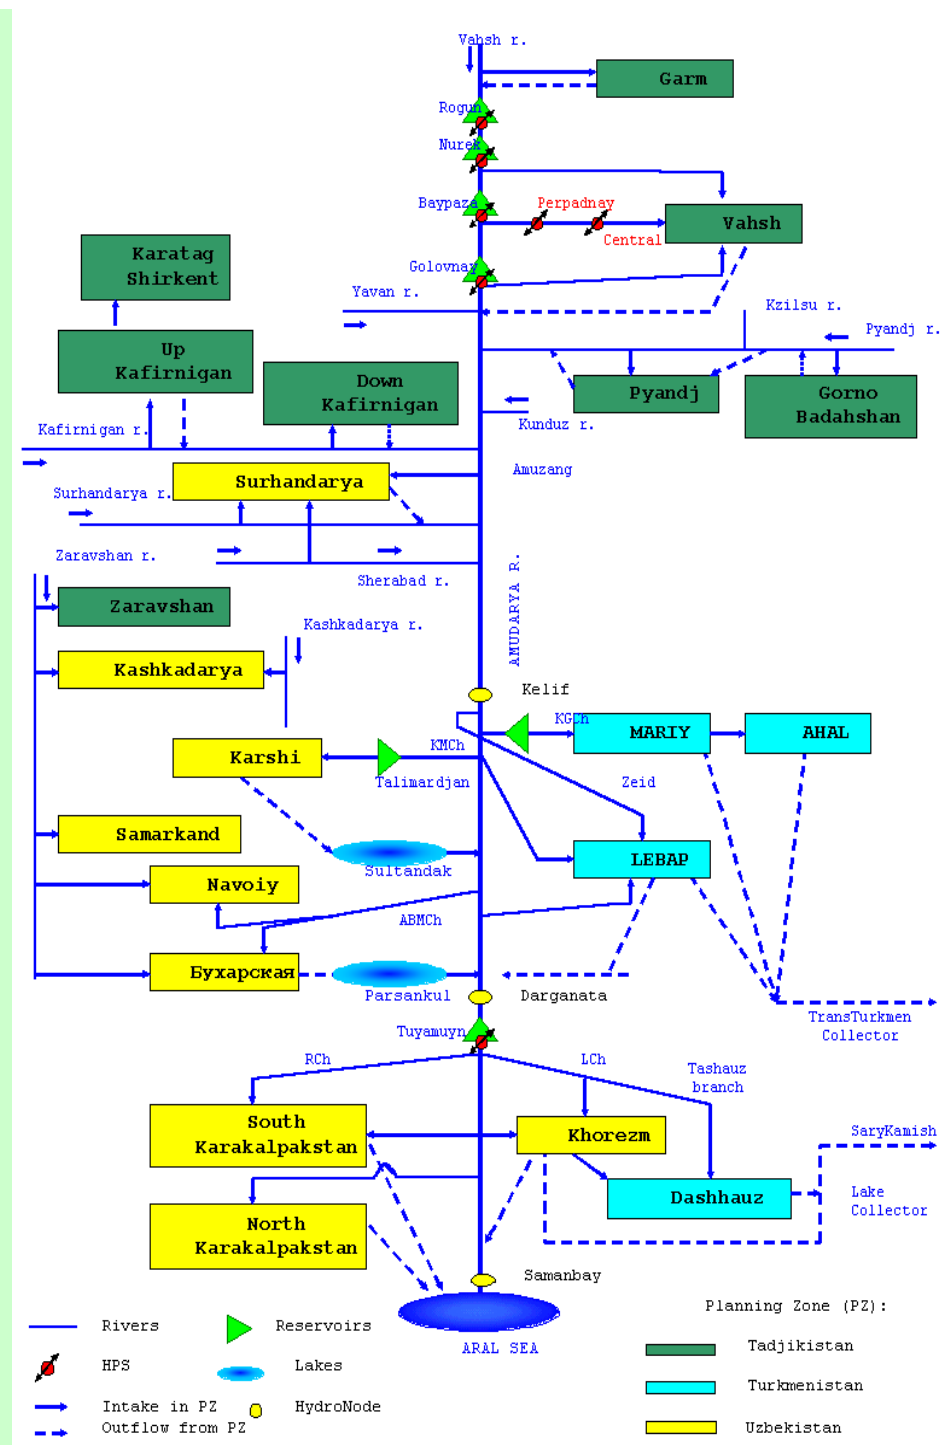 Vahsh r.
Garm
Rogun
Nurek
Baypaza
Perpadnay
Vahsh
Central
Karatag
Shirkent
Golovnay
Yavan r.
Kzilsu r.
Pyandj r.
Up
Kafirnigan
Down
Kafirnigan
Pyandj
Gorno
Badahshan
Kafirnigan r.
Kunduz r.
Surhandarya
Amuzang
Surhandarya r.
Zaravshan r.
Sherabad r.
AMUDARYA R.
Zaravshan
Kashkadarya r.
Kashkadarya
Kelif
KGCh
MARIY
AHAL
Karshi
KMCh
Talimardjan
Zeid
Samarkand
LEBAP
Sultandak
Navoiy
ABMCh
Бухарская
Parsankul
Darganata
TransTurkmen
Collector
Tuyamuyn
RCh
LCh
Tashauz
branch
South
Karakalpakstan
Khorezm
SaryKamish
Dashhauz
Lake
Collector
North
Karakalpakstan
Samanbay
ARAL SEA
Rivers
Reservoirs
HPS
Lakes
Intake in PZ
HydroNode
Outflow from PZ
Planning Zone (PZ):
Tadjikistan
Turkmenistan
Uzbekistan